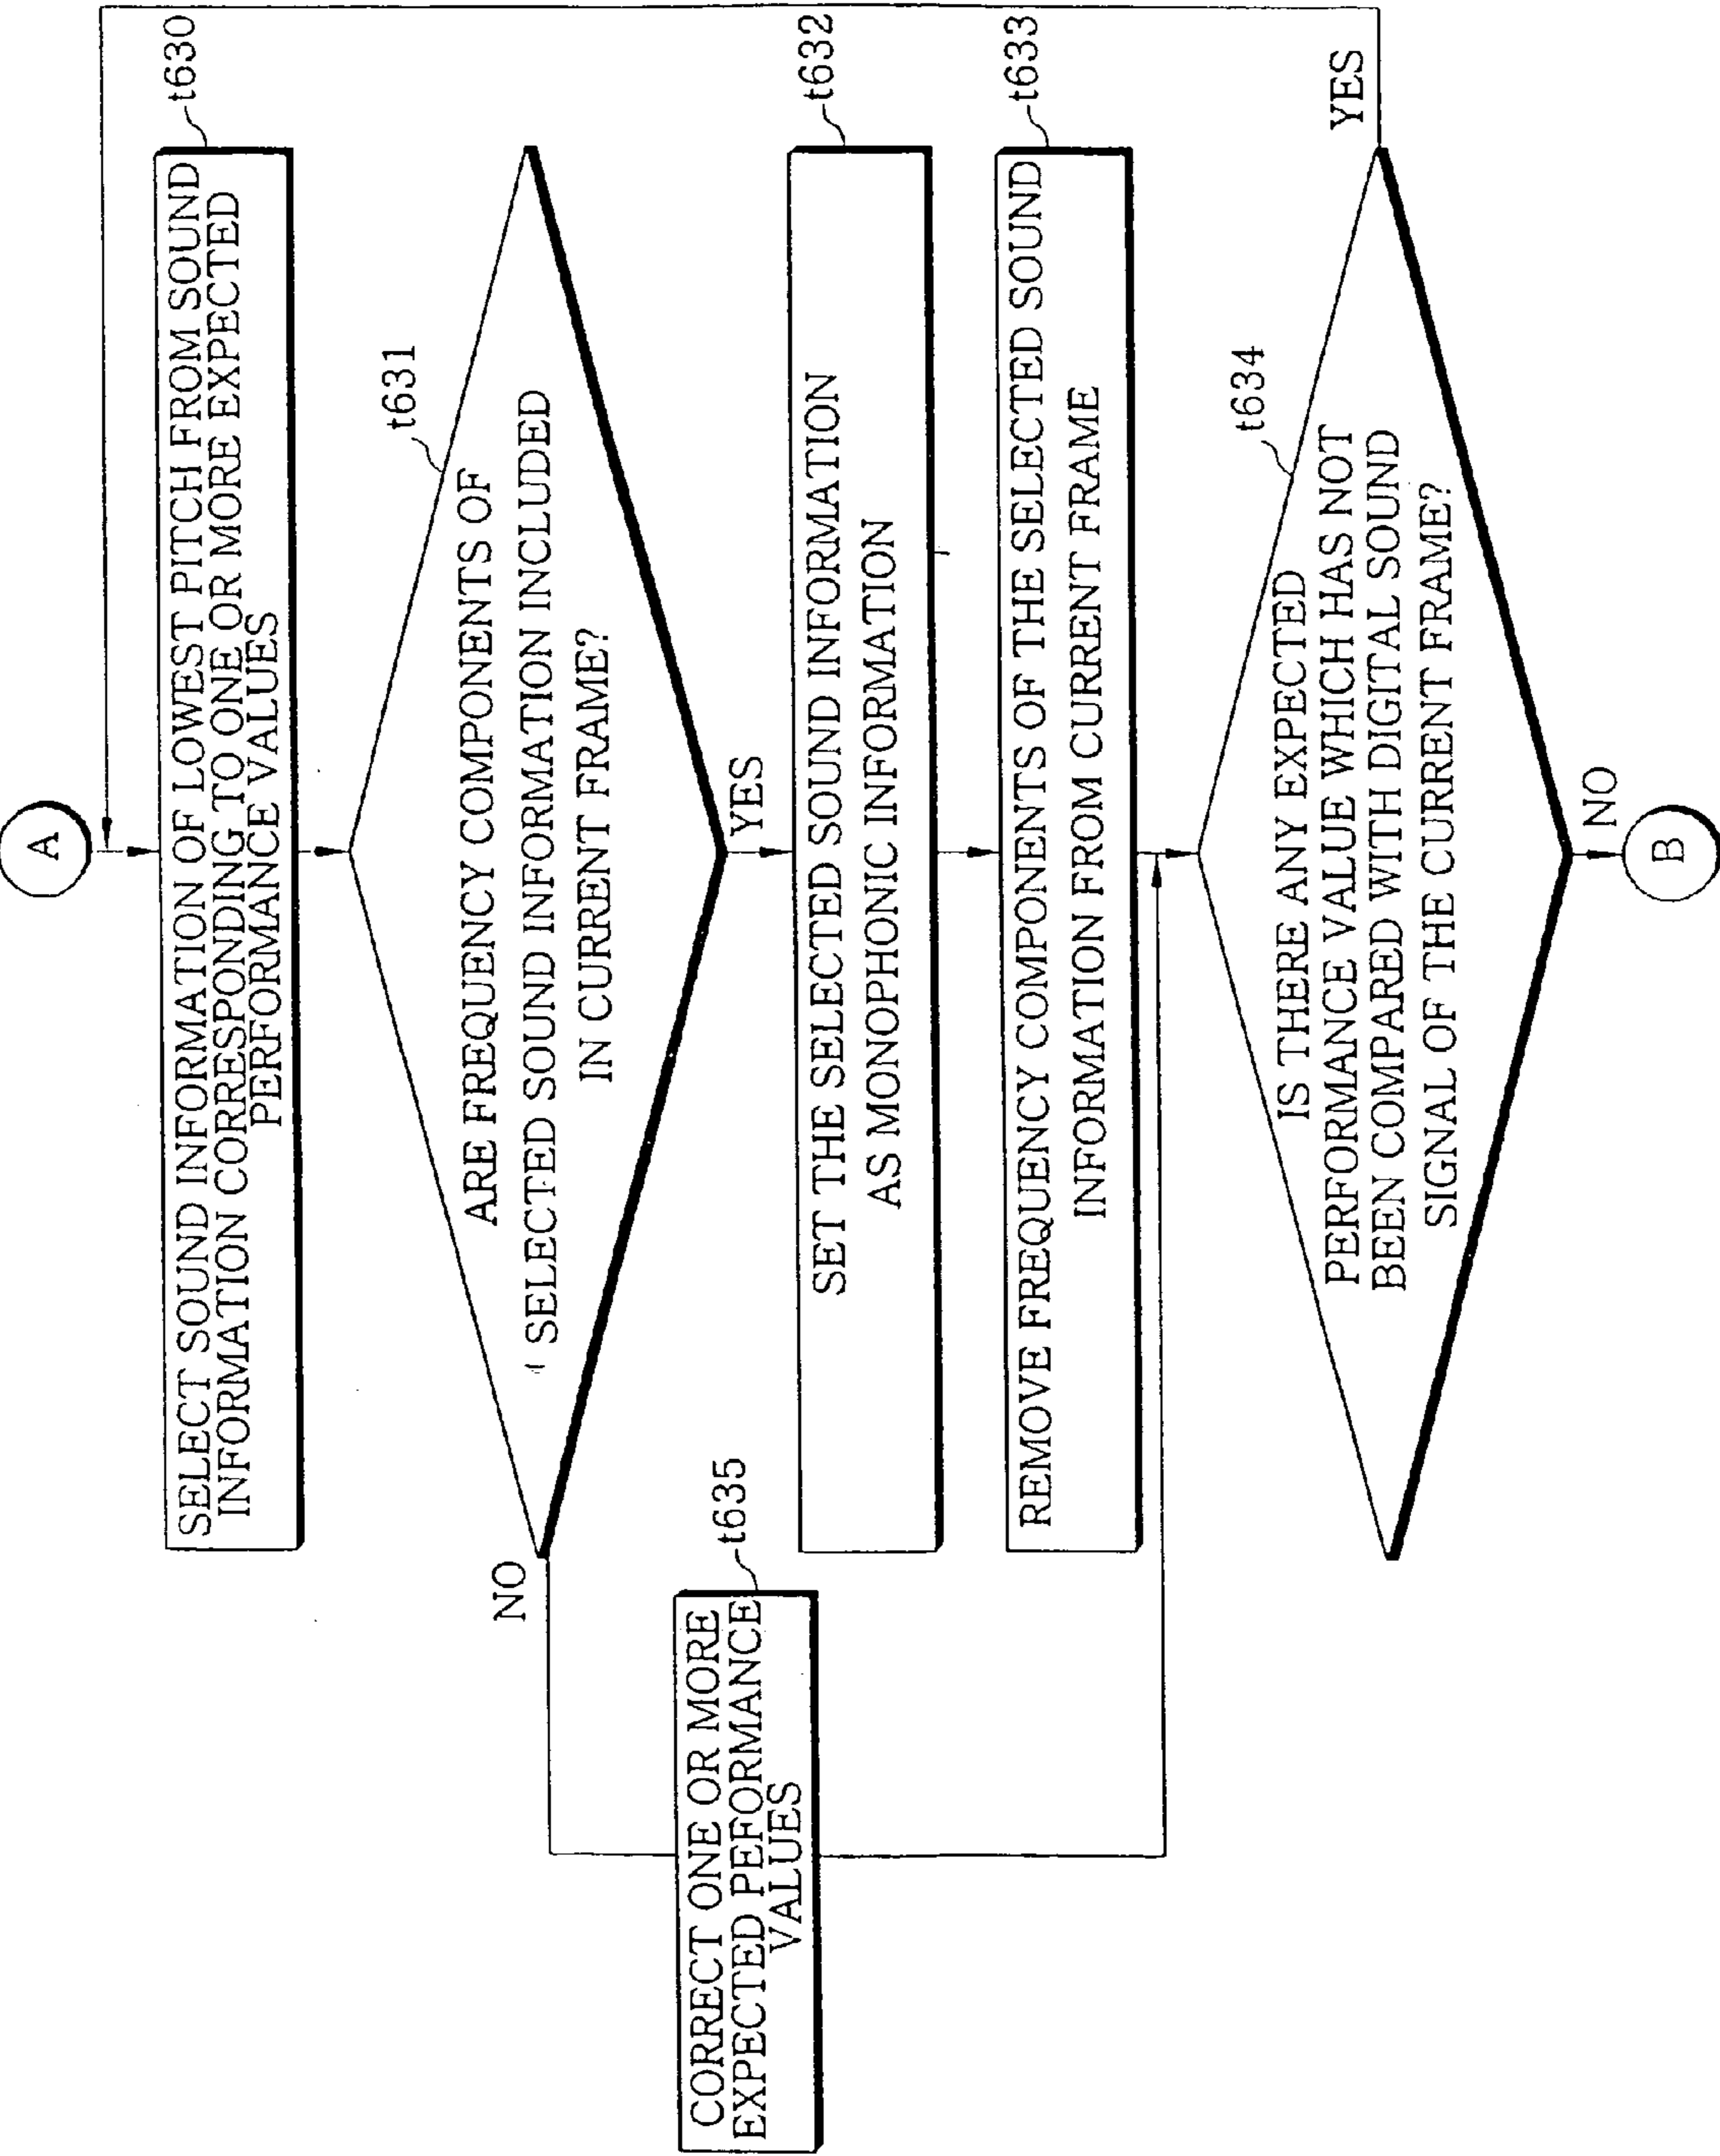 A
t630
SELECT SOUND INFORMATION OF LOWEST PITCH FROM SOUND
INFORMATION CORRESPONDING TO ONE OR MORE EXPECTED
PERFORMANCE VALUES
t631
ARE FREQUENCY COMPONENTS OF
SELECTED SOUND INFORMATION INCLUDED
IN CURRENT FRAME?
NO
YES
t635
CORRECT ONE OR MORE
EXPECTED PEFORMANCE
VALUES
t632
SET THE SELECTED SOUND INFORMATION
AS MONOPHONIC INFORMATION
t633
REMOVE FREQUENCY COMPONENTS OF THE SELECTED SOUND
INFORMATION FROM CURRENT FRAME
t634
IS THERE ANY EXPECTED
PERFORMANCE VALUE WHICH HAS NOT
BEEN COMPARED WITH DIGITAL SOUND
SIGNAL OF THE CURRENT FRAME?
YES
NO
B